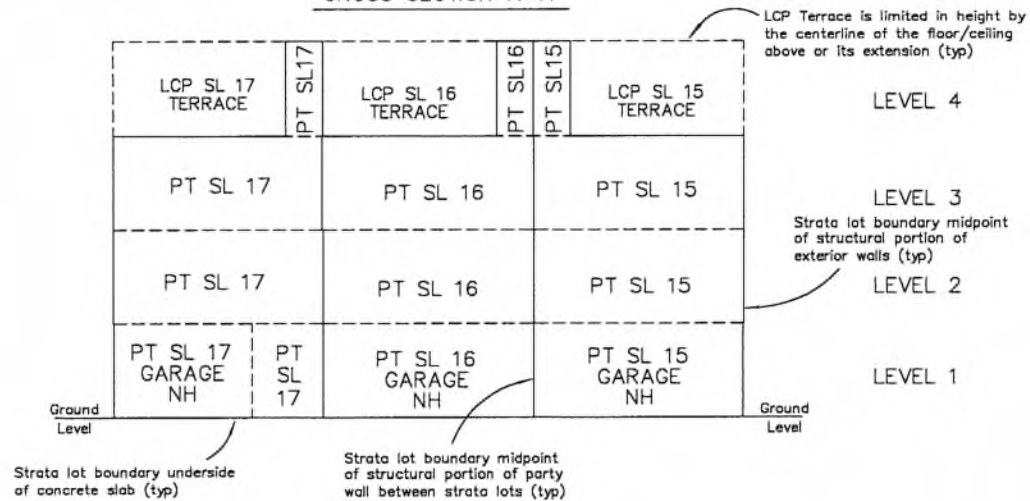 LCP Terrace is limited in height by
the centerline of the floor/ceiling
above or its extension (typ)
LCP SL 17
TERRACE
PT SL17
LCP SL 16
TERRACE
PT SL16
PT SL15
LCP SL 15
TERRACE
LEVEL 4
PT SL 17
PT SL 16
PT SL 15
LEVEL 3
Strata lot boundary midpoint
of structural portion of
exterior walls (typ)
PT SL 17
PT SL 16
PT SL 15
LEVEL 2
PT SL 17
GARAGE
NH
PT
SL
17
PT SL 16
GARAGE
NH
PT SL 15
GARAGE
NH
LEVEL 1
Ground
Level
Ground
Level
Strata lot boundary underside
of concrete slab (typ)
Strata lot boundary midpoint
of structural portion of party
wall between strata lots (typ)